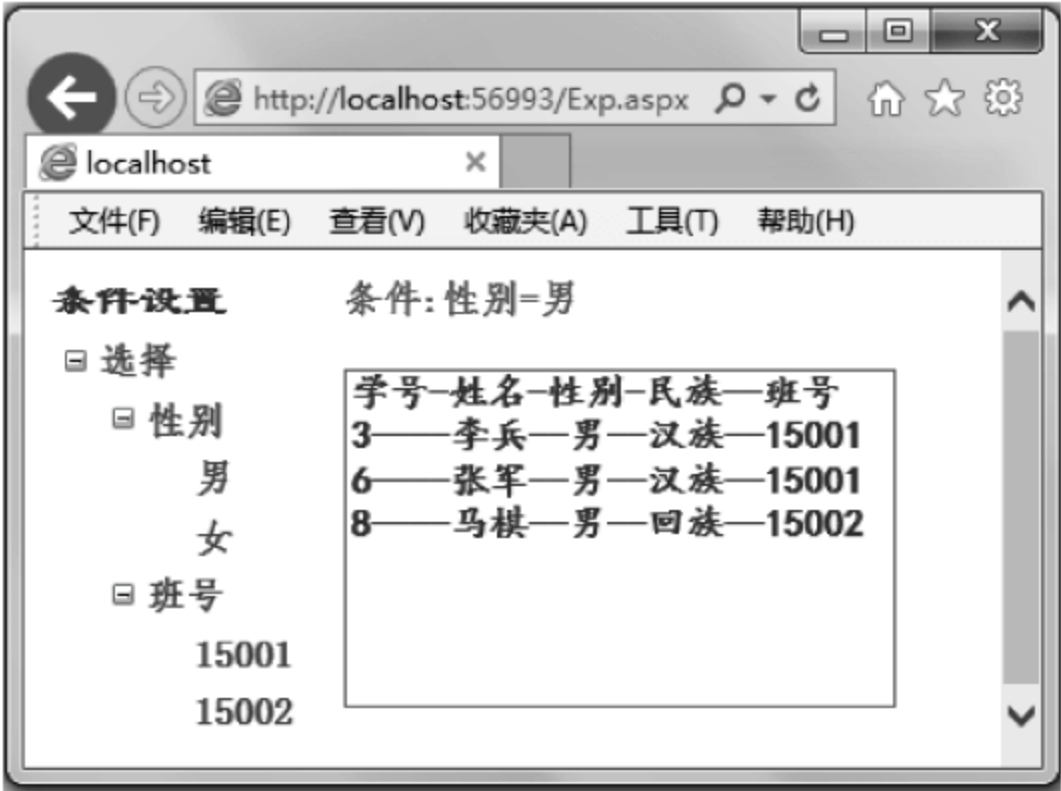 http://localhost:56993/Exp.aspx
localhost
文件(F) 编辑(E) 查看(V) 收藏夹(A) 工具(T) 帮助(H)
条件设置
选择
性别
男
女
班号
15001
15002
条件:性别=男
学号-姓名-性别-民族—班号
3——李兵—男—汉族—15001
6——张军—男—汉族—15001
8——马棋—男—回族—15002